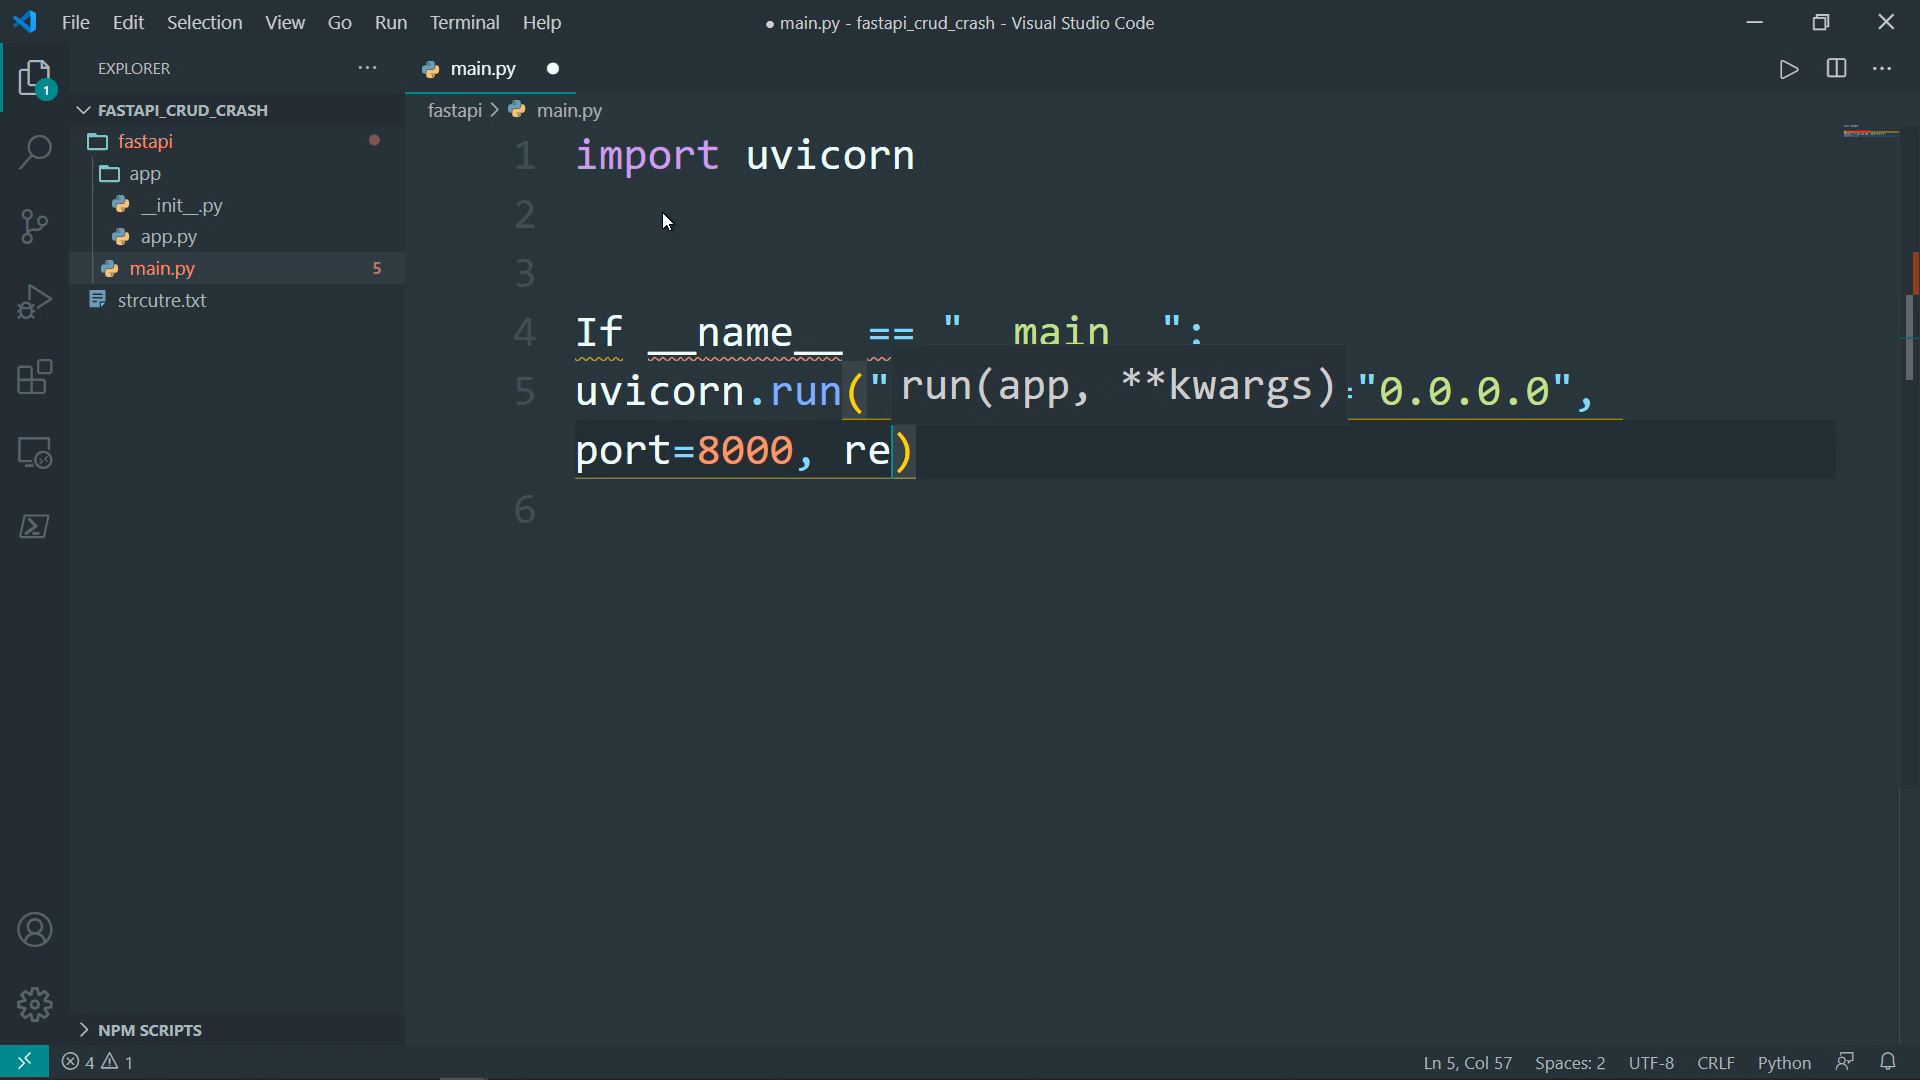 File Edit Selection View Go Run Terminal Help
● main.py - fastapi_crud_crash - Visual Studio Code
EXPLORER
main.py
1
FASTAPI_CRUD_CRASH
fastapi
app
__init__.py
app.py
main.py 5
strcutre.txt
fastapi > main.py
1 import uvicorn
2
3
4 If __name__ == "__main__":
5 uvicorn.run(" run(app, **kwargs) "0.0.0.0",
port=8000, re)
6
NPM SCRIPTS
4 1
Ln 5, Col 57 Spaces: 2 UTF-8 CRLF Python